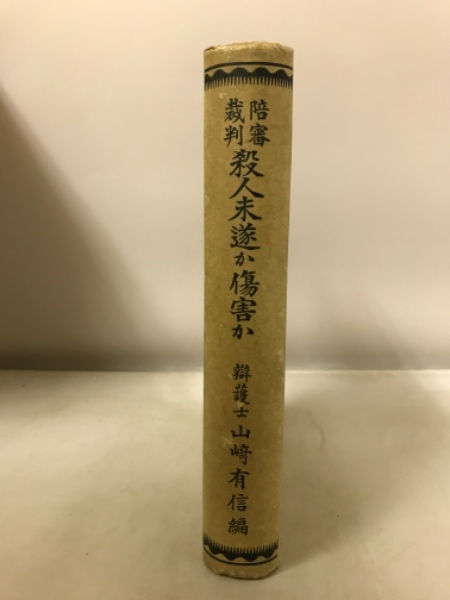 陪審
裁判
殺人未遂か傷害か
辯護士 山﨑有信編